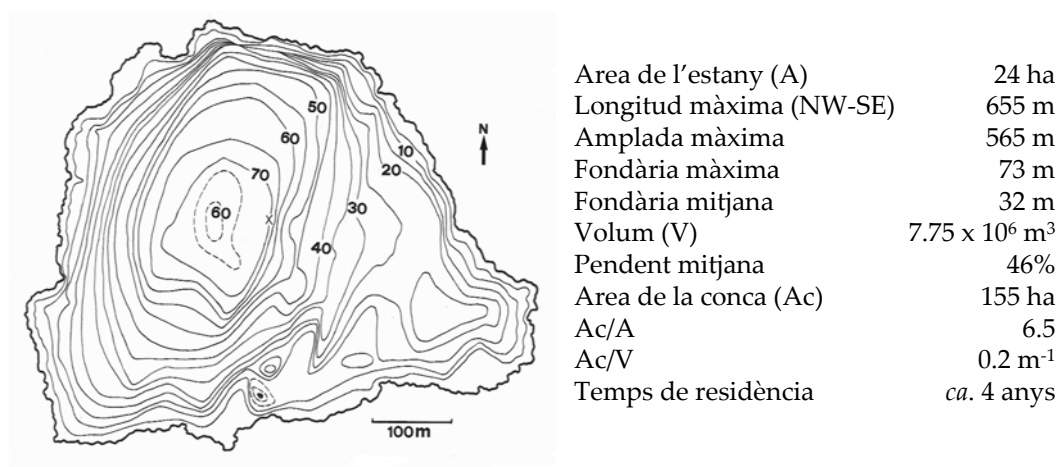 50
60
N
10
70
20
60
30
40
100m
Area de l'estany (A) 24 ha
Longitud màxima (NW-SE) 655 m
Amplada màxima 565 m
Fondària màxima 73 m
Fondària mitjana 32 m
Volum (V) 7.75 x 10⁶ m³
Pendent mitjana 46%
Area de la conca (Ac) 155 ha
Ac/A 6.5
Ac/V 0.2 m⁻¹
Temps de residència ca. 4 anys